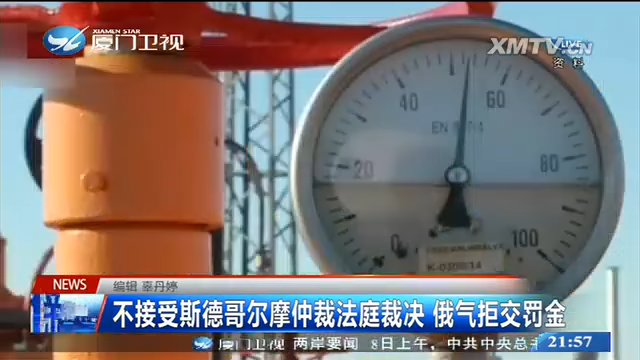 XIAMEN STAR
厦门卫视
XMTV.CN
LIVE
资料
40
60
20
80
0
100
NEWS
编辑 辜丹婷
不接受斯德哥尔摩仲裁法庭裁决 俄气拒交罚金
厦门卫视 两岸要闻
8日上午，中共中央总书
21:57